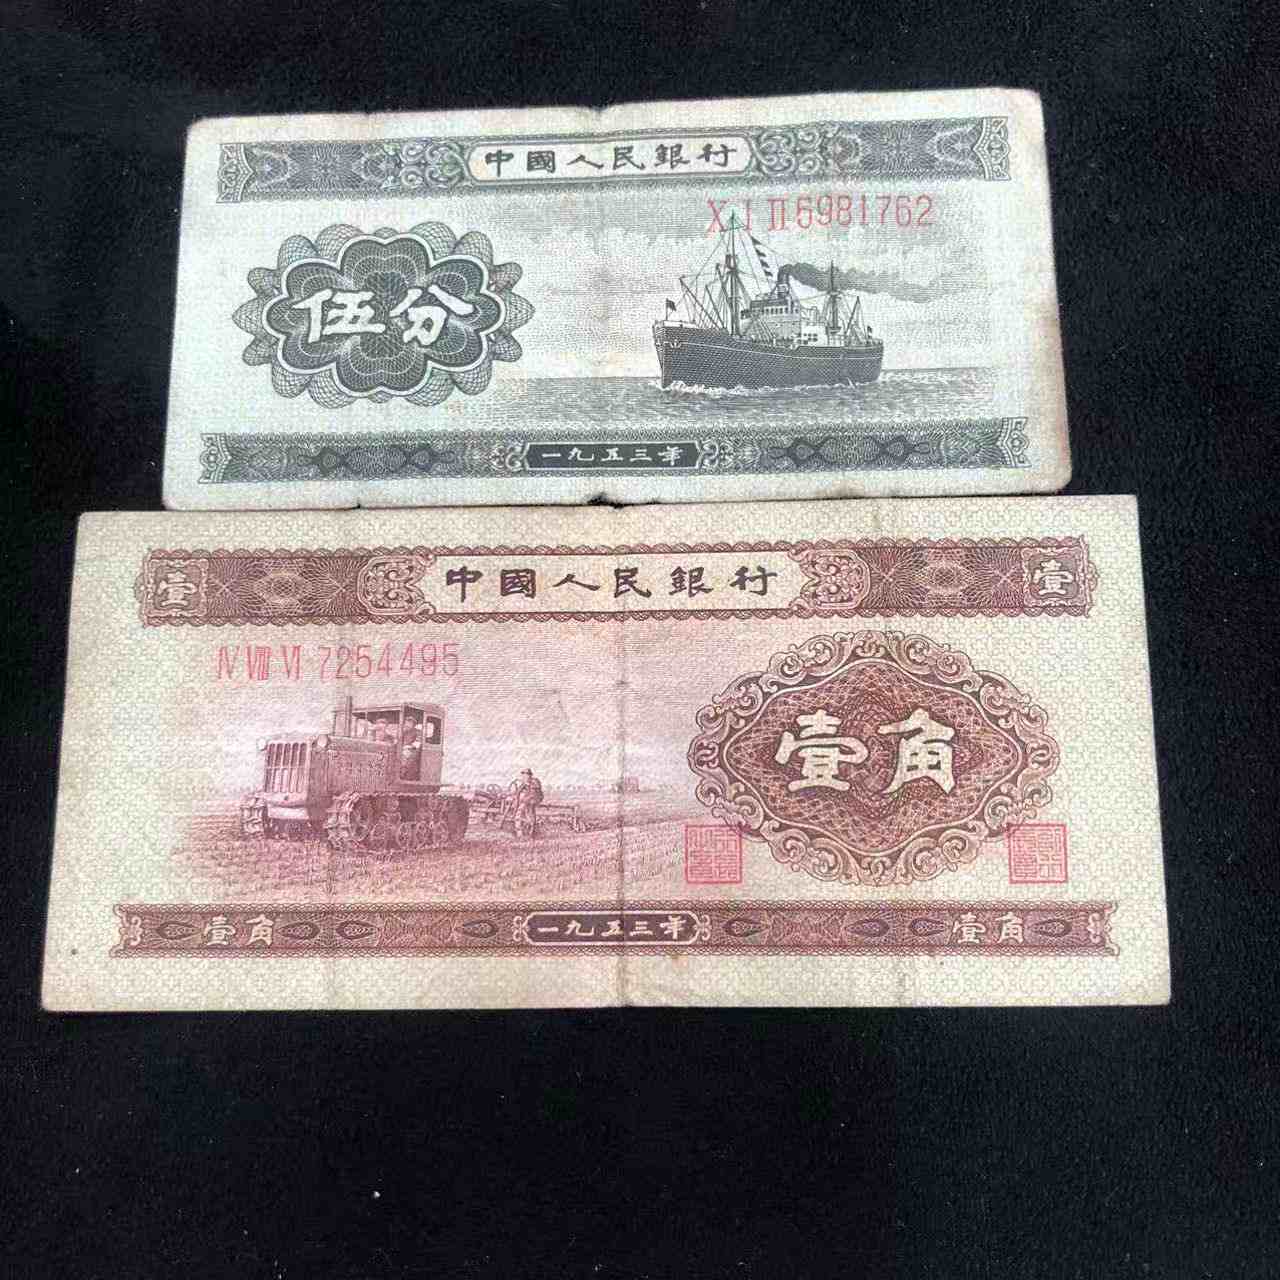 中國人民銀行
X I II 5981762
伍分
一九五三年
壹 中國人民銀行 壹
IV VIII VI 7254495
壹角
壹角 一九五三年 壹角